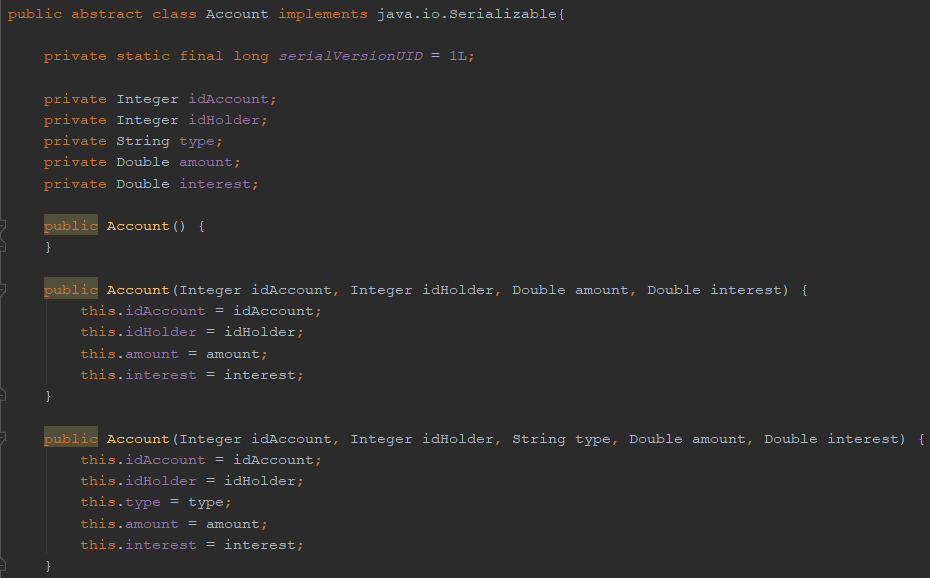 public abstract class Account implements java.io.Serializable{
private static final long serialVersionUID = 1L;
private Integer idAccount;
private Integer idHolder;
private String type;
private Double amount;
private Double interest;
public Account() {
}
public Account(Integer idAccount, Integer idHolder, Double amount, Double interest) {
this.idAccount = idAccount;
this.idHolder = idHolder;
this.amount = amount;
this.interest = interest;
}
public Account(Integer idAccount, Integer idHolder, String type, Double amount, Double interest) {
this.idAccount = idAccount;
this.idHolder = idHolder;
this.type = type;
this.amount = amount;
this.interest = interest;
}